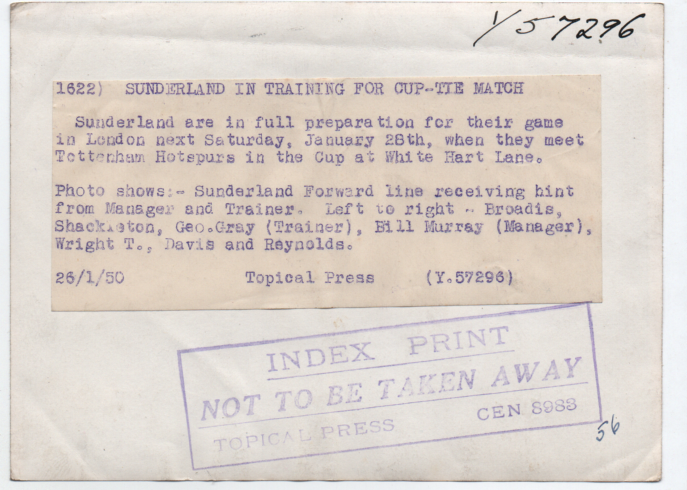 Y57296
1622) SUNDERLAND IN TRAINING FOR CUP-TIE MATCH
Sunderland are in full preparation for their game
in London next Saturday, January 28th, when they meet
Tottenham Hotspurs in the Cup at White Hart Lane.
Photo shows:- Sunderland Forward line receiving hint
from Manager and Trainer. Left to right - Broadis,
Shackleton, Geo.Gray (Trainer), Bill Murray (Manager),
Wright T., Davis and Reynolds.
26/1/50 Topical Press (Y.57296)
INDEX PRINT
NOT TO BE TAKEN AWAY
TOPICAL PRESS CEN 8983
56